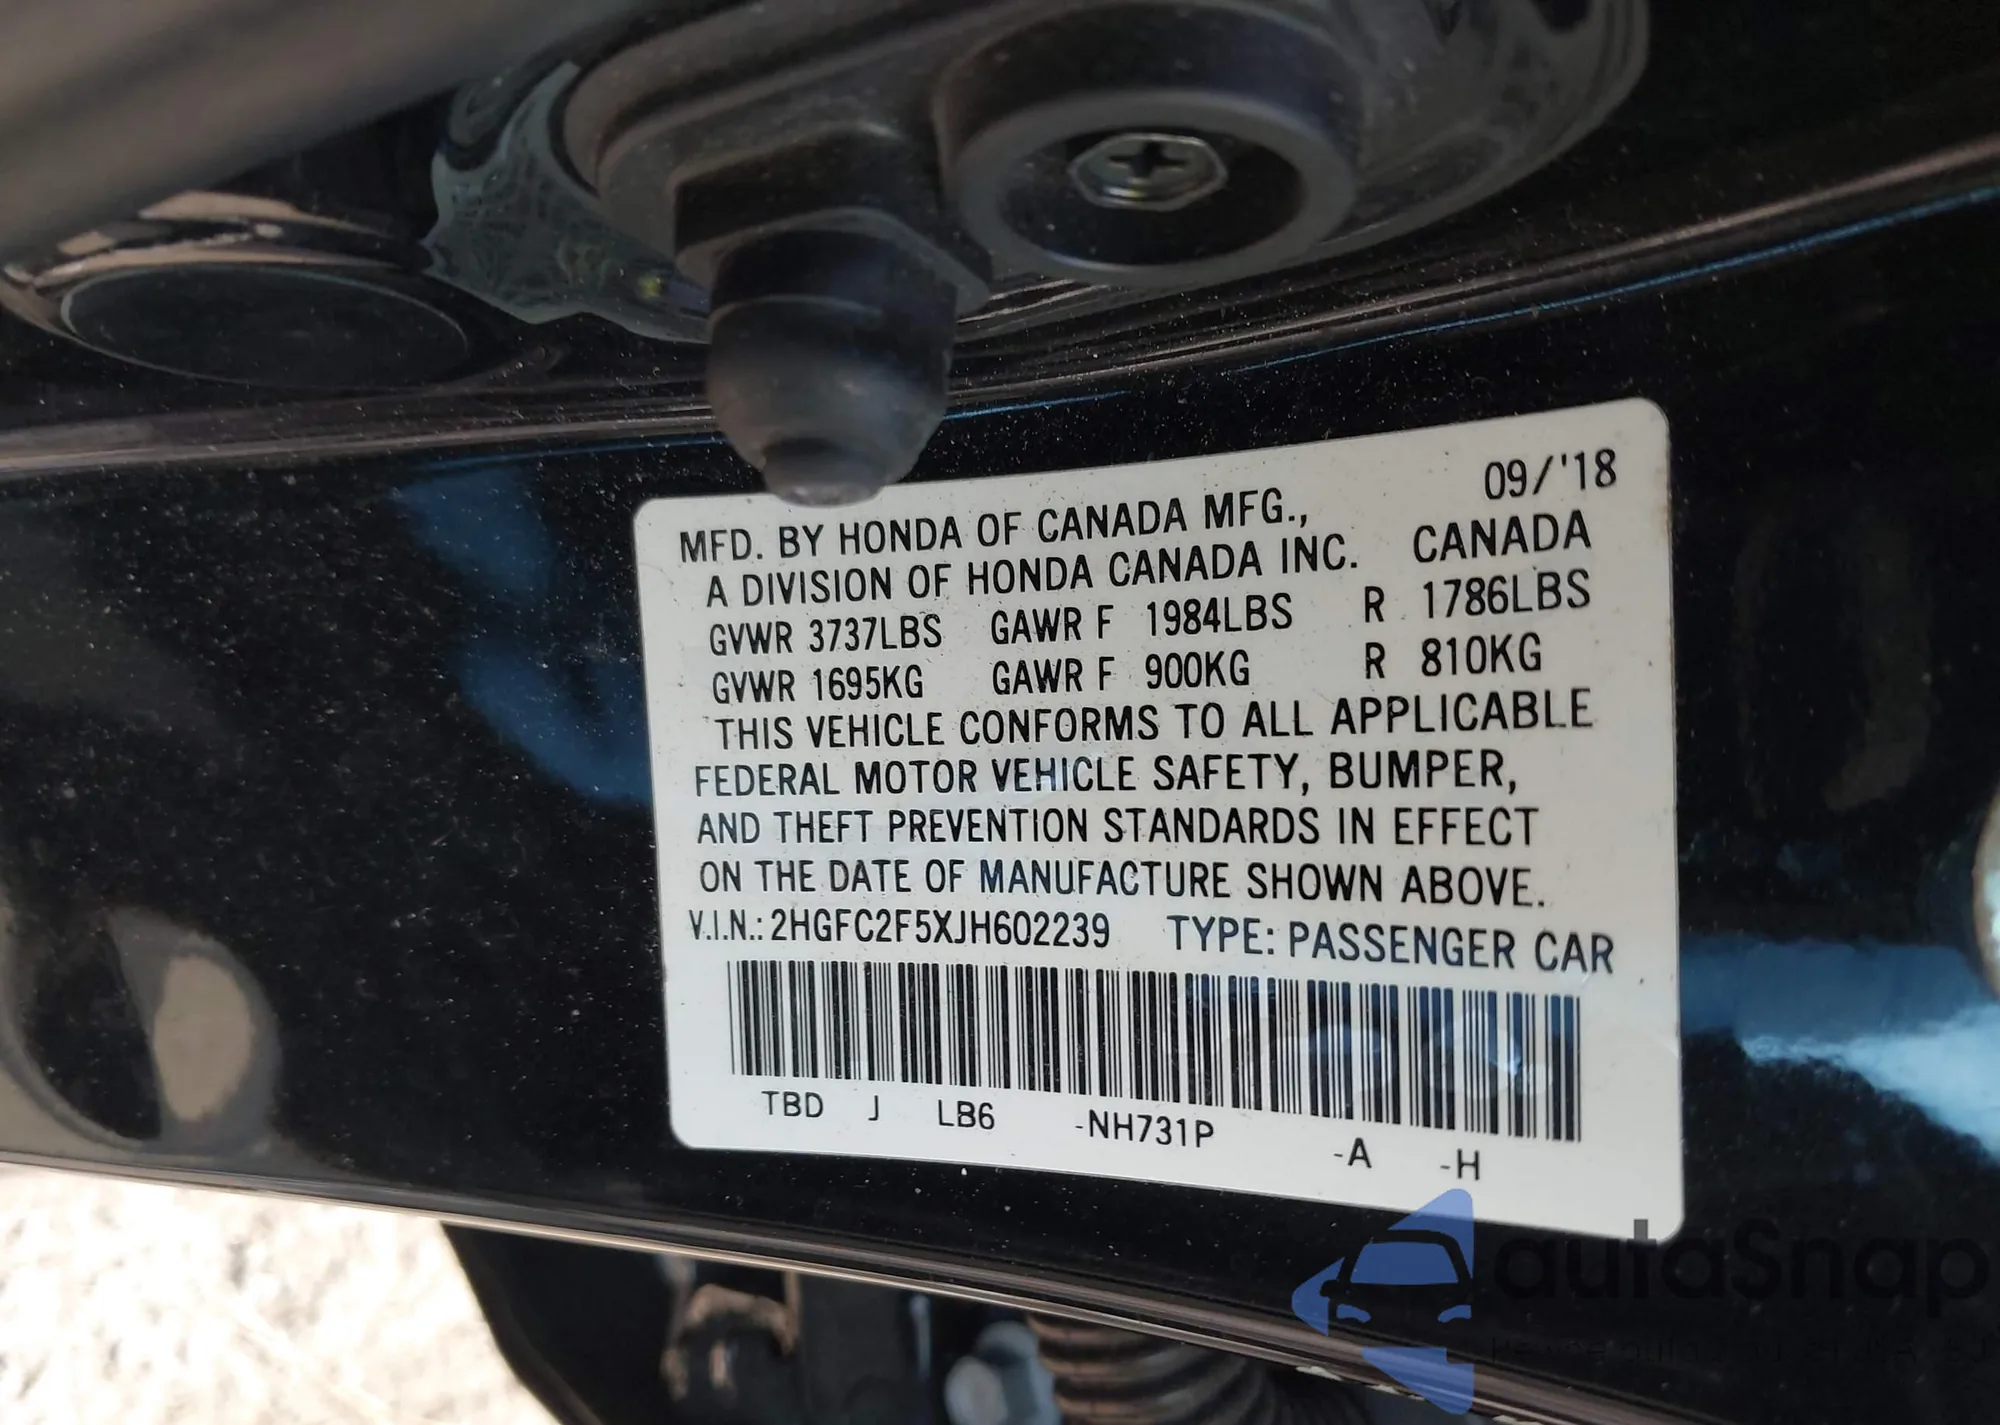 09/'18
MFD. BY HONDA OF CANADA MFG.,
A DIVISION OF HONDA CANADA INC. CANADA
GVWR 3737LBS GAWR F 1984LBS R 1786LBS
GVWR 1695KG GAWR F 900KG R 810KG
THIS VEHICLE CONFORMS TO ALL APPLICABLE
FEDERAL MOTOR VEHICLE SAFETY, BUMPER,
AND THEFT PREVENTION STANDARDS IN EFFECT
ON THE DATE OF MANUFACTURE SHOWN ABOVE.
V.I.N.: 2HGFC2F5XJH602239 TYPE: PASSENGER CAR
TBD J LB6 -NH731P -A -H
autoSnap